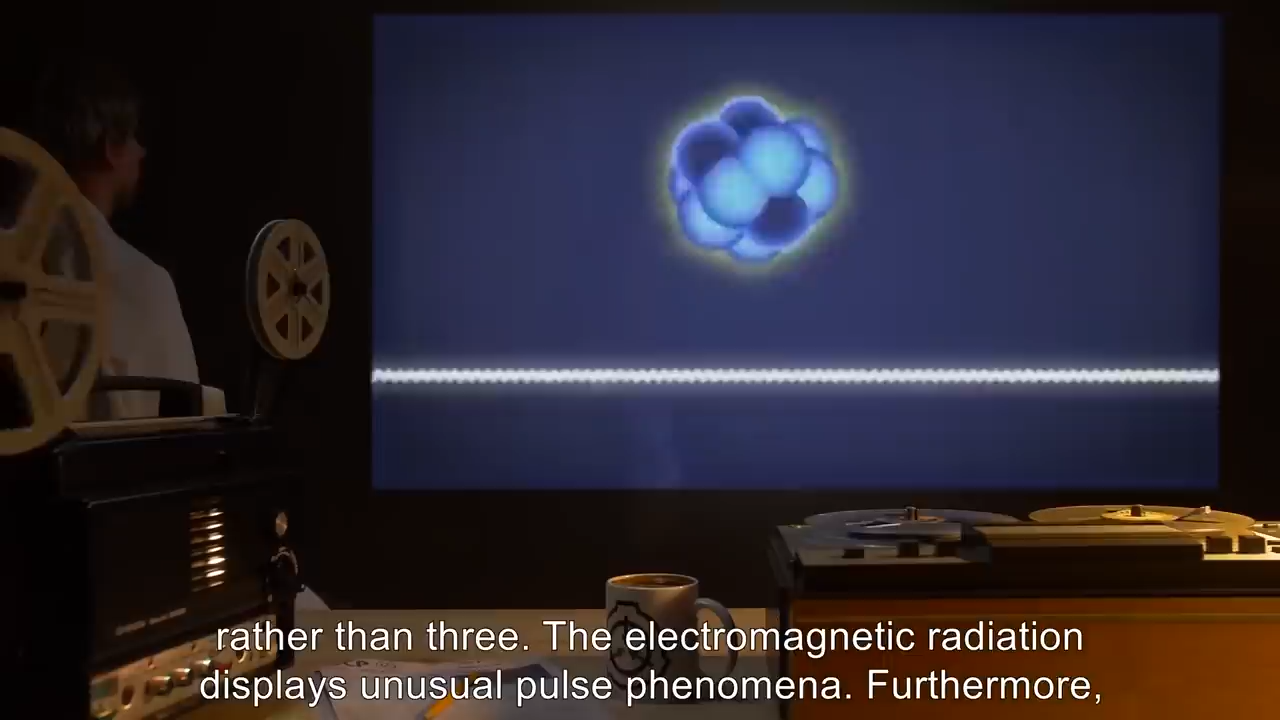 rather than three. The electromagnetic radiation
displays unusual pulse phenomena. Furthermore,